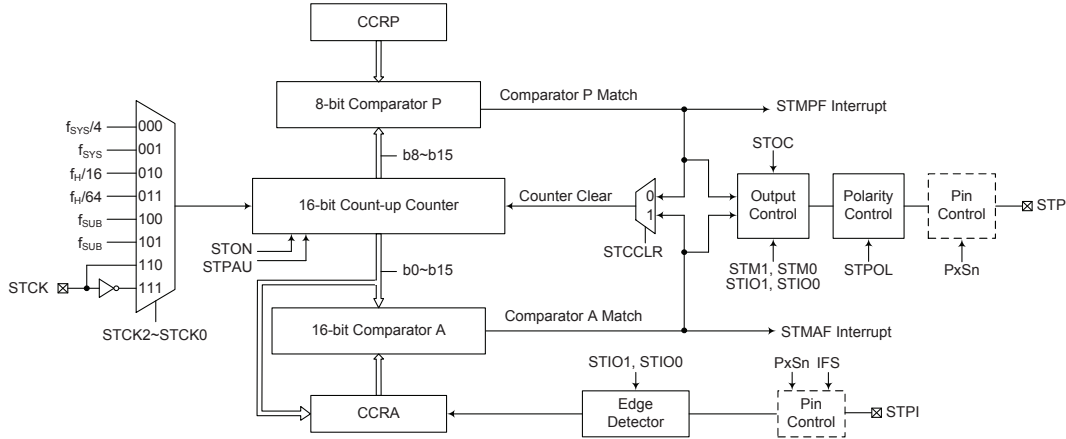 CCRP
8-bit Comparator P
Comparator P Match
STMPF Interrupt
fSYS/4
000
fSYS
001
fH/16
010
fH/64
011
fSUB
100
fSUB
101
110
111
STCK
STCK2~STCK0
b8~b15
16-bit Count-up Counter
STON
STPAU
Counter Clear
0
1
STCCLR
STOC
Output
Control
STM1, STM0
STIO1, STIO0
Polarity
Control
STPOL
Pin
Control
PxSn
STP
b0~b15
16-bit Comparator A
Comparator A Match
STMAF Interrupt
CCRA
STIO1, STIO0
Edge
Detector
PxSn IFS
Pin
Control
STPI